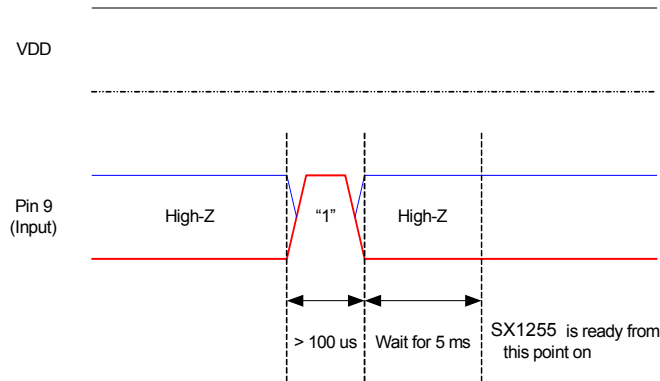 VDD
Pin 9
(Input)
High-Z
“1”
High-Z
> 100 us
Wait for 5 ms
SX1255 is ready from
this point on